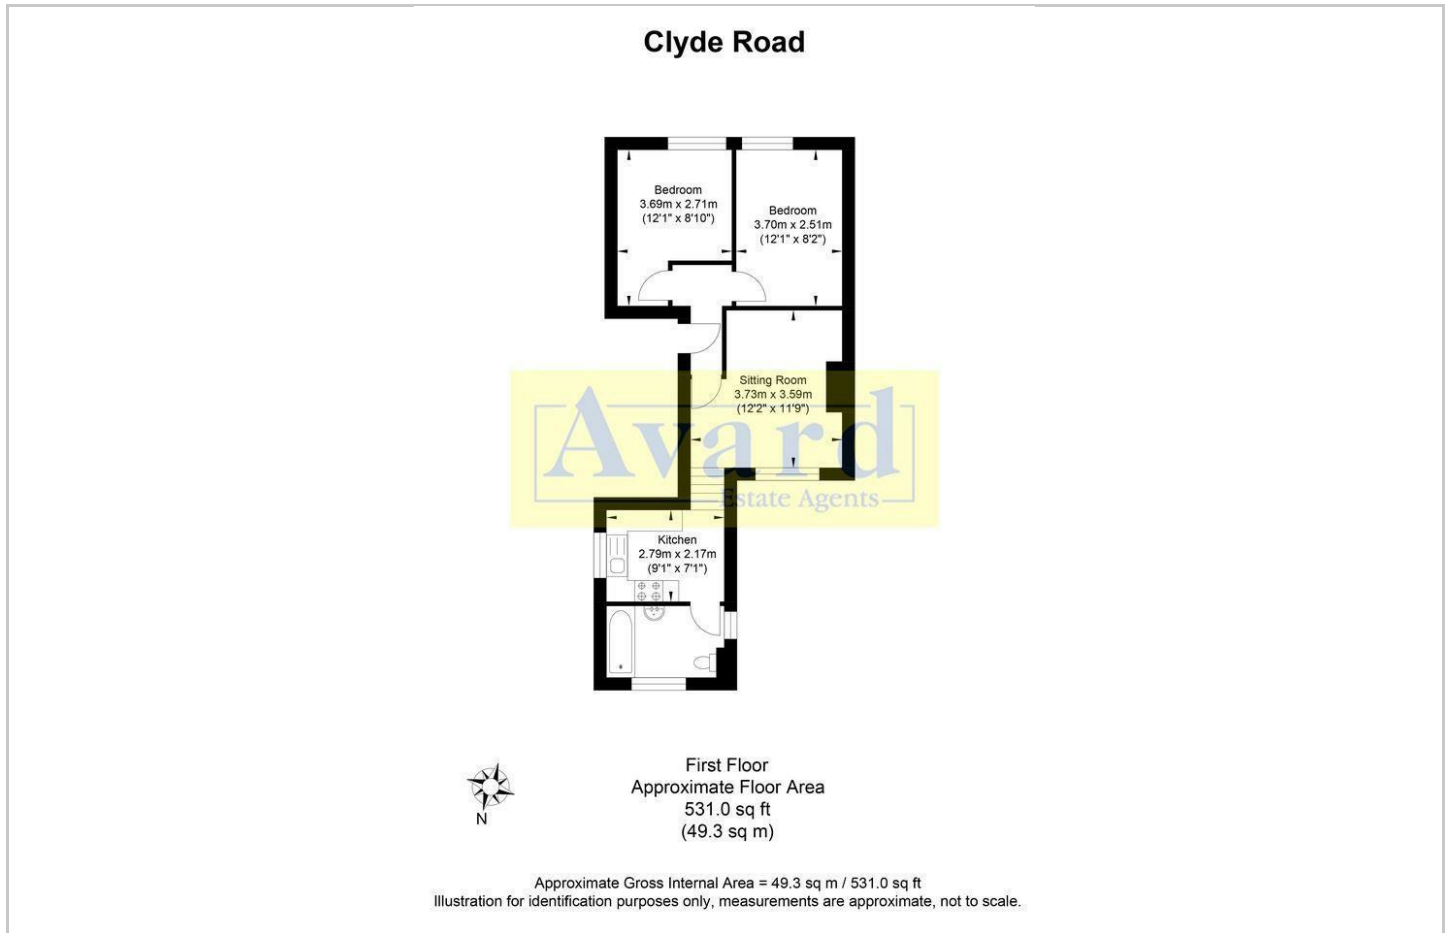 Clyde Road
Bedroom
3.69m x 2.71m
(12'1" x 8'10")
Bedroom
3.70m x 2.51m
(12'1" x 8'2")
Sitting Room
3.73m x 3.59m
(12'2" x 11'9")
Avard
Estate Agents
Kitchen
2.79m x 2.17m
(9'1" x 7'1")
N
First Floor
Approximate Floor Area
531.0 sq ft
(49.3 sq m)
Approximate Gross Internal Area = 49.3 sq m / 531.0 sq ft
Illustration for identification purposes only, measurements are approximate, not to scale.